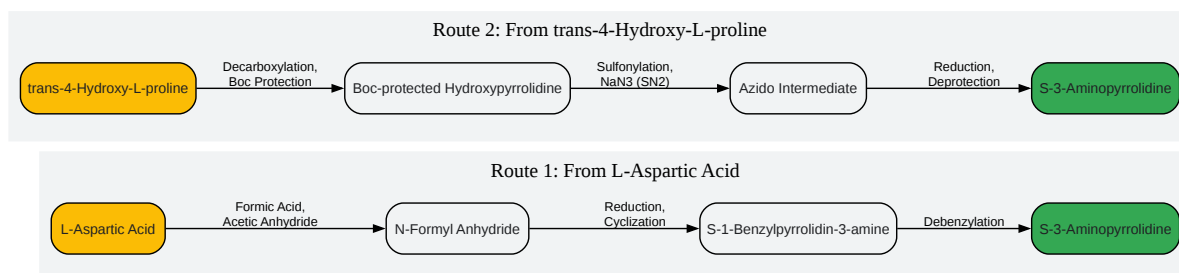 Route 2: From trans-4-Hydroxy-L-proline
trans-4-Hydroxy-L-proline
Decarboxylation,
Boc Protection
Boc-protected Hydroxypyrrolidine
Sulfonylation,
NaN3 (SN2)
Azido Intermediate
Reduction,
Deprotection
S-3-Aminopyrrolidine
Route 1: From L-Aspartic Acid
L-Aspartic Acid
Formic Acid,
Acetic Anhydride
N-Formyl Anhydride
Reduction,
Cyclization
S-1-Benzylpyrrolidin-3-amine
Debenzylation
S-3-Aminopyrrolidine